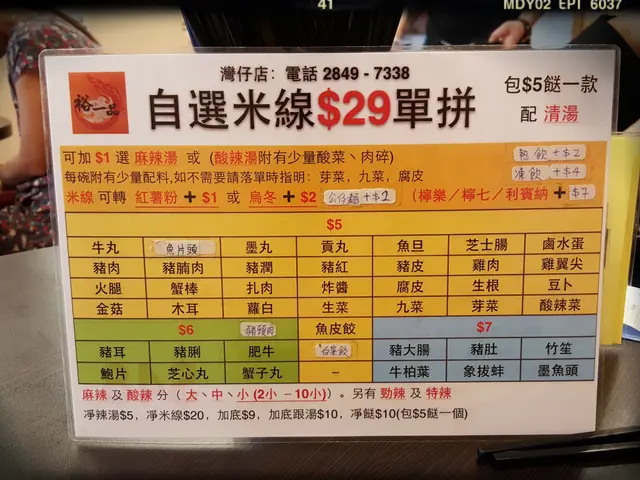 41
MDY02 EPI 6037
灣仔店：電話 2849 - 7338
裕一品
自選米線$29單拼
包$5餸一款
配 清湯
可加 $1 選 麻辣湯 或 (酸辣湯附有少量酸菜、肉碎)
熱飲+$2
每碗附有少量配料,如不需要請落單時指明：芽菜，九菜，腐皮
凍飲+$4
米線 可轉 紅薯粉 + $1 或 烏冬 + $2 公仔麵+$2 (檸樂／檸七／利賓納+$7
$5
牛丸 魚片頭 墨丸 貢丸 魚旦 芝士腸 鹵水蛋
豬肉 豬腩肉 豬潤 豬紅 豬皮 雞肉 雞翼尖
火腿 蟹棒 扎肉 炸醬 腐皮 生根 豆卜
金菇 木耳 蘿白 生菜 九菜 芽菜 酸辣菜
$6 豬頸肉 魚皮餃 $7
豬耳 豬脷 肥牛 豬大腸 豬肚 竹笙
鮑片 芝心丸 蟹子丸 – 牛柏葉 象拔蚌 墨魚頭
麻辣 及 酸辣 分 ( 大、中、小 (2小 – 10小) )。另有 勁辣 及 特辣
凈辣湯$5，凈米線$20，加底$9，加底跟湯$10，凈餸$10(包$5餸一個)